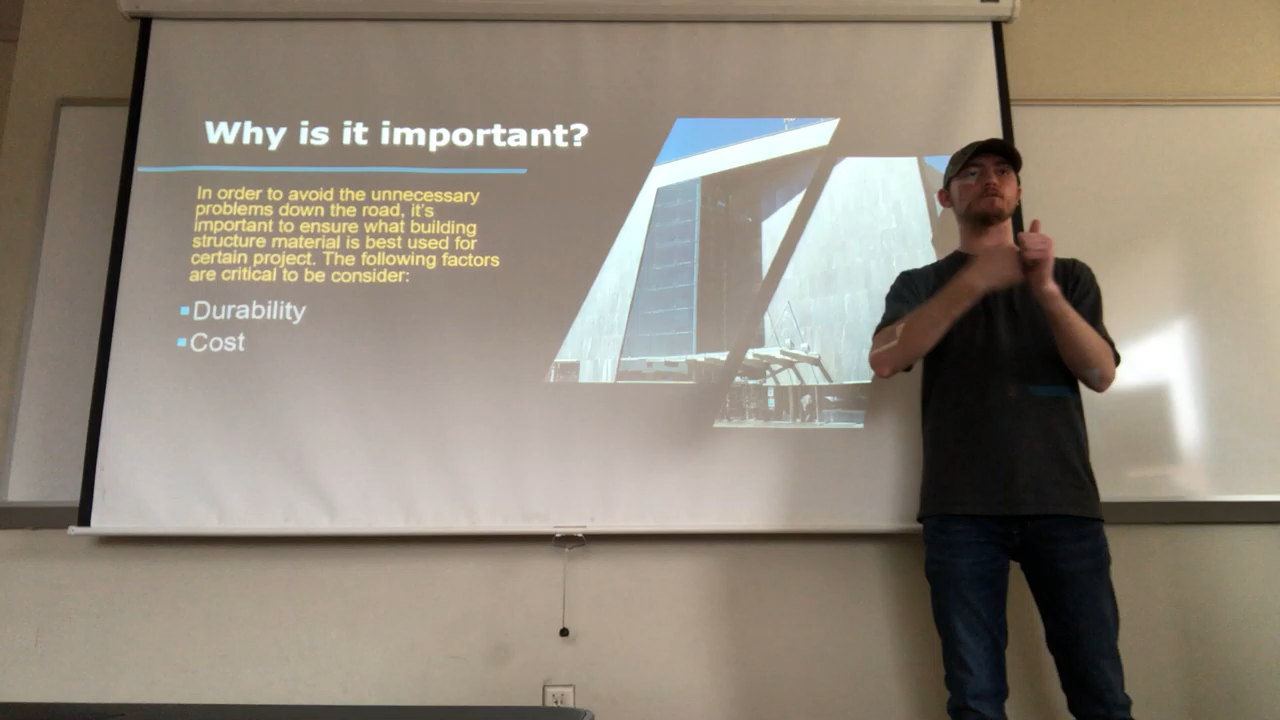 Why is it important?
In order to avoid the unnecessary
problems down the road, it's
important to ensure what building
structure material is best used for
certain project. The following factors
are critical to be consider:
Durability
Cost